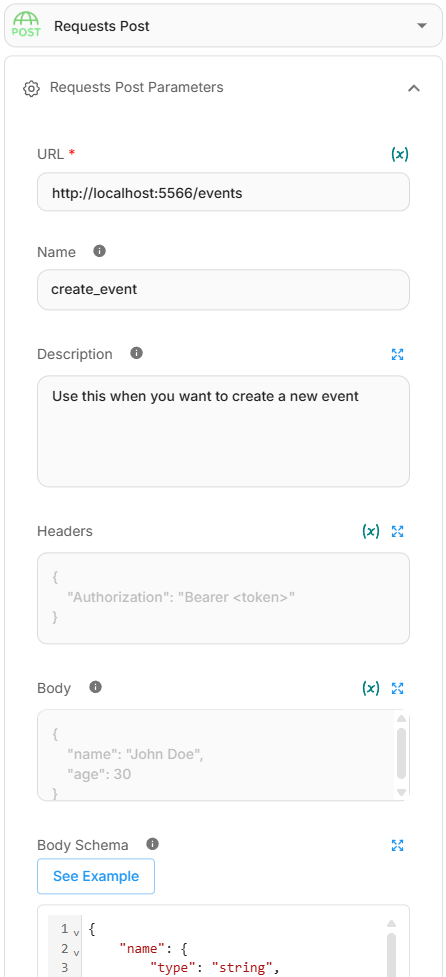 POST
Requests Post
Requests Post Parameters
URL *
(x)
http://localhost:5566/events
Name
create_event
Description
Use this when you want to create a new event
Headers
(x)
{
"Authorization": "Bearer <token>"
}
Body
(x)
{
"name": "John Doe",
"age": 30
}
Body Schema
See Example
1 {
2 "name": {
3 "type": "string",